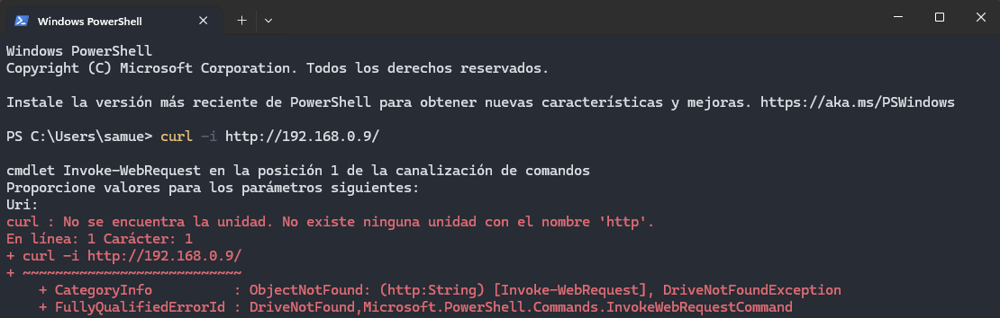 Windows PowerShell
Windows PowerShell
Copyright (C) Microsoft Corporation. Todos los derechos reservados.
Instale la versión más reciente de PowerShell para obtener nuevas características y mejoras. https://aka.ms/PSWindows
PS C:\Users\samue> curl -i http://192.168.0.9/
cmdlet Invoke-WebRequest en la posición 1 de la canalización de comandos
Proporcione valores para los parámetros siguientes:
Uri:
curl : No se encuentra la unidad. No existe ninguna unidad con el nombre 'http'.
En línea: 1 Carácter: 1
+ curl -i http://192.168.0.9/
+ ~~~~~~~~~~~~~~~~~~~~~~~~~~~
    + CategoryInfo          : ObjectNotFound: (http:String) [Invoke-WebRequest], DriveNotFoundException
    + FullyQualifiedErrorId : DriveNotFound,Microsoft.PowerShell.Commands.InvokeWebRequestCommand